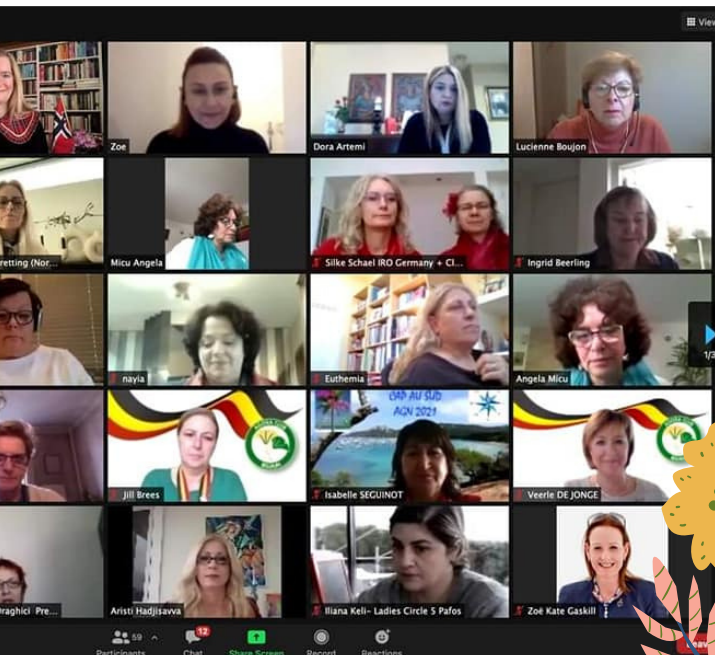 View
Zoe
Dora Artemi
Lucienne Boujon
retting (Nor...
Micu Angela
Silke Schael IRO Germany + Cl...
Ingrid Beerling
nayia
Euthemia
Angela Micu
1/3
CAP AU SUD
AGN 2021
Jill Brees
Isabelle SEGUINOT
Veerle DE JONGE
raghici Pre...
Aristi Hadjisavva
Iliana Keli- Ladies Circle 5 Pafos
Zoë Kate Gaskill
59
12
Participants
Chat
Share Screen
Record
Reactions